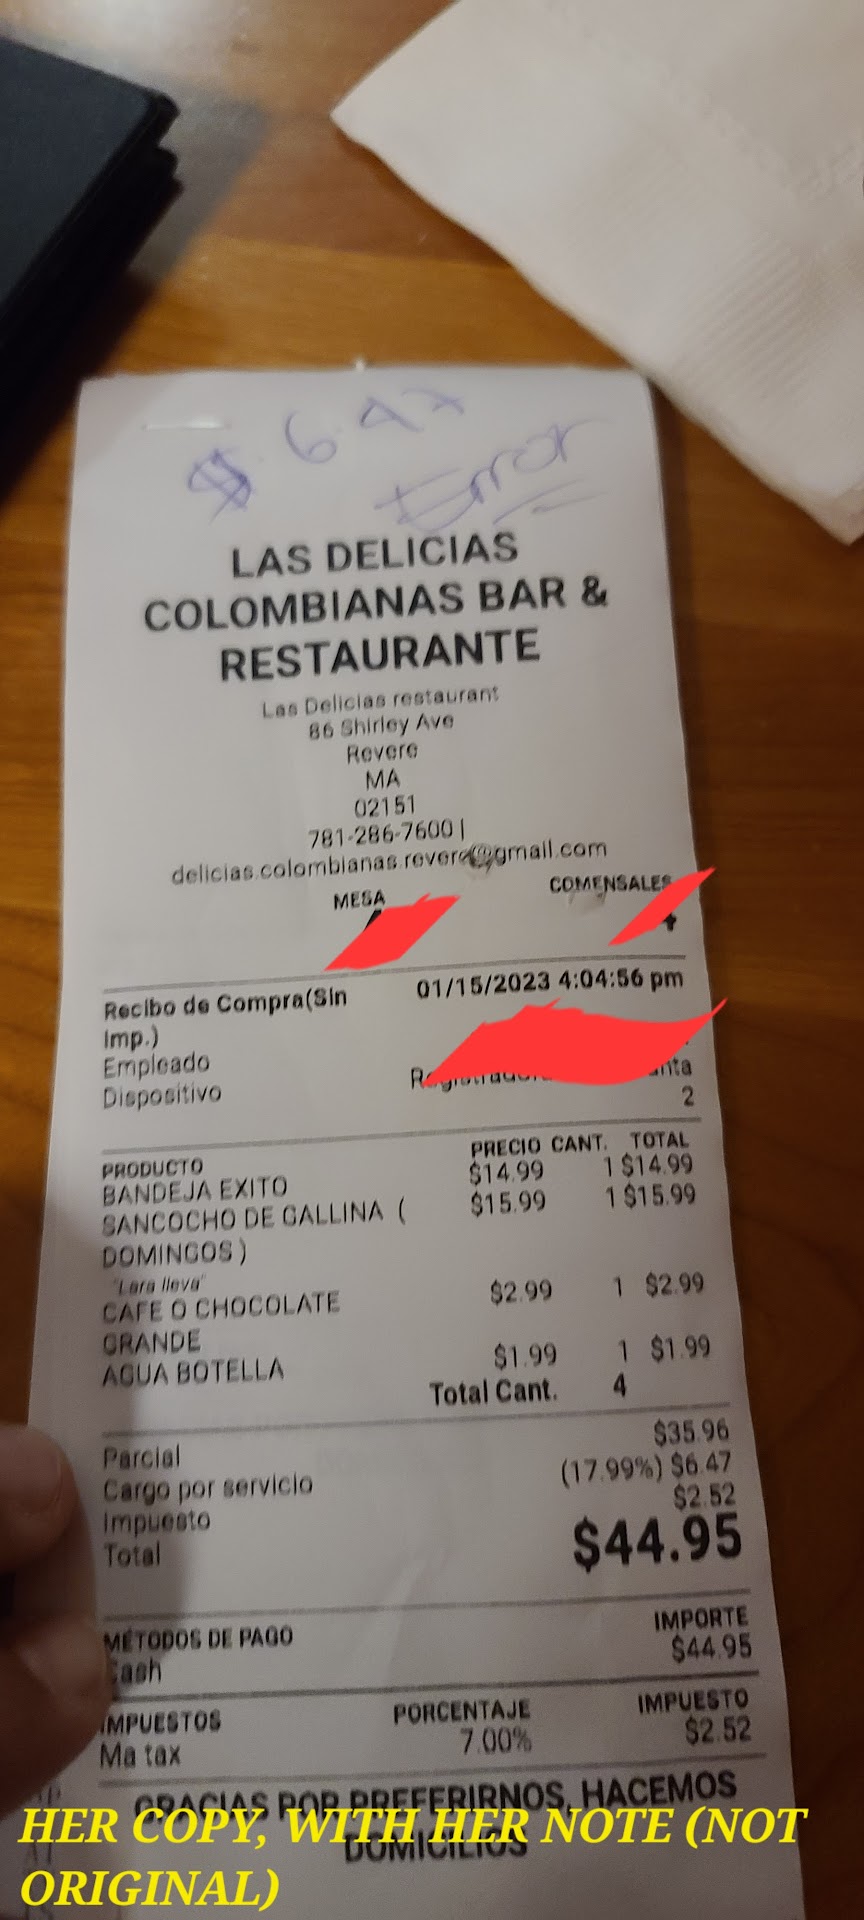 $ 6.47
Error
LAS DELICIAS
COLOMBIANAS BAR &
RESTAURANTE
Las Delicias restaurant
86 Shirley Ave
Revere
MA
02151
781-286-7600 |
delicias.colombianas.revere@gmail.com
MESA COMENSALES
Recibo de Compra(Sin 01/15/2023 4:04:56 pm
Imp.)
Empleado
Dispositivo
2
PRODUCTO PRECIO CANT. TOTAL
BANDEJA EXITO $14.99 1 $14.99
SANCOCHO DE GALLINA ( $15.99 1 $15.99
DOMINGOS )
"Lara lleva"
CAFE O CHOCOLATE $2.99 1 $2.99
GRANDE
AGUA BOTELLA $1.99 1 $1.99
Total Cant. 4
Parcial $35.96
Cargo por servicio (17.99%) $6.47
Impuesto $2.52
Total $44.95
MÉTODOS DE PAGO IMPORTE
Cash $44.95
IMPUESTOS PORCENTAJE IMPUESTO
Ma tax 7.00% $2.52
GRACIAS POR PREFERIRNOS, HACEMOS
DOMICILIOS
HER COPY, WITH HER NOTE (NOT
ORIGINAL)